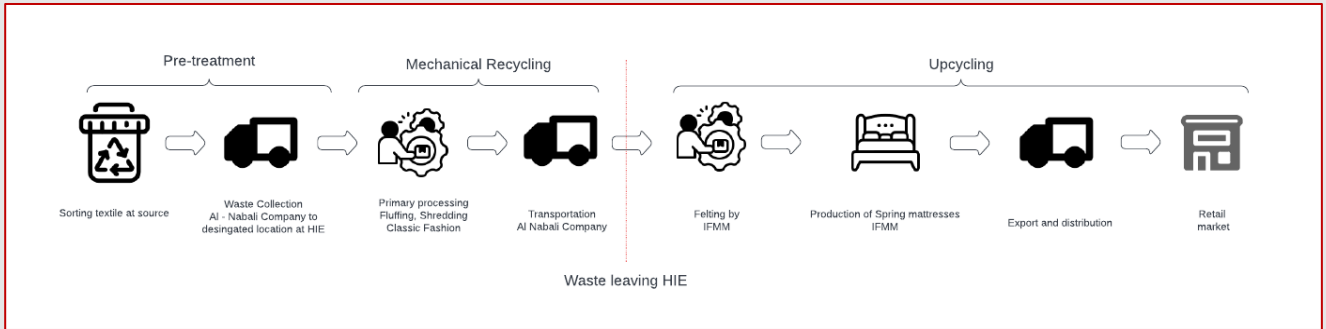 Pre-treatment
Mechanical Recycling
Upcycling
Sorting textile at source
Waste Collection
Al - Nabali Company to
desingated location at HIE
Primary processing
Fluffing, Shredding
Classic Fashion
Transportation
Al Nabali Company
Felting by
IFMM
Production of Spring mattresses
IFMM
Export and distribution
Retail
market
Waste leaving HIE